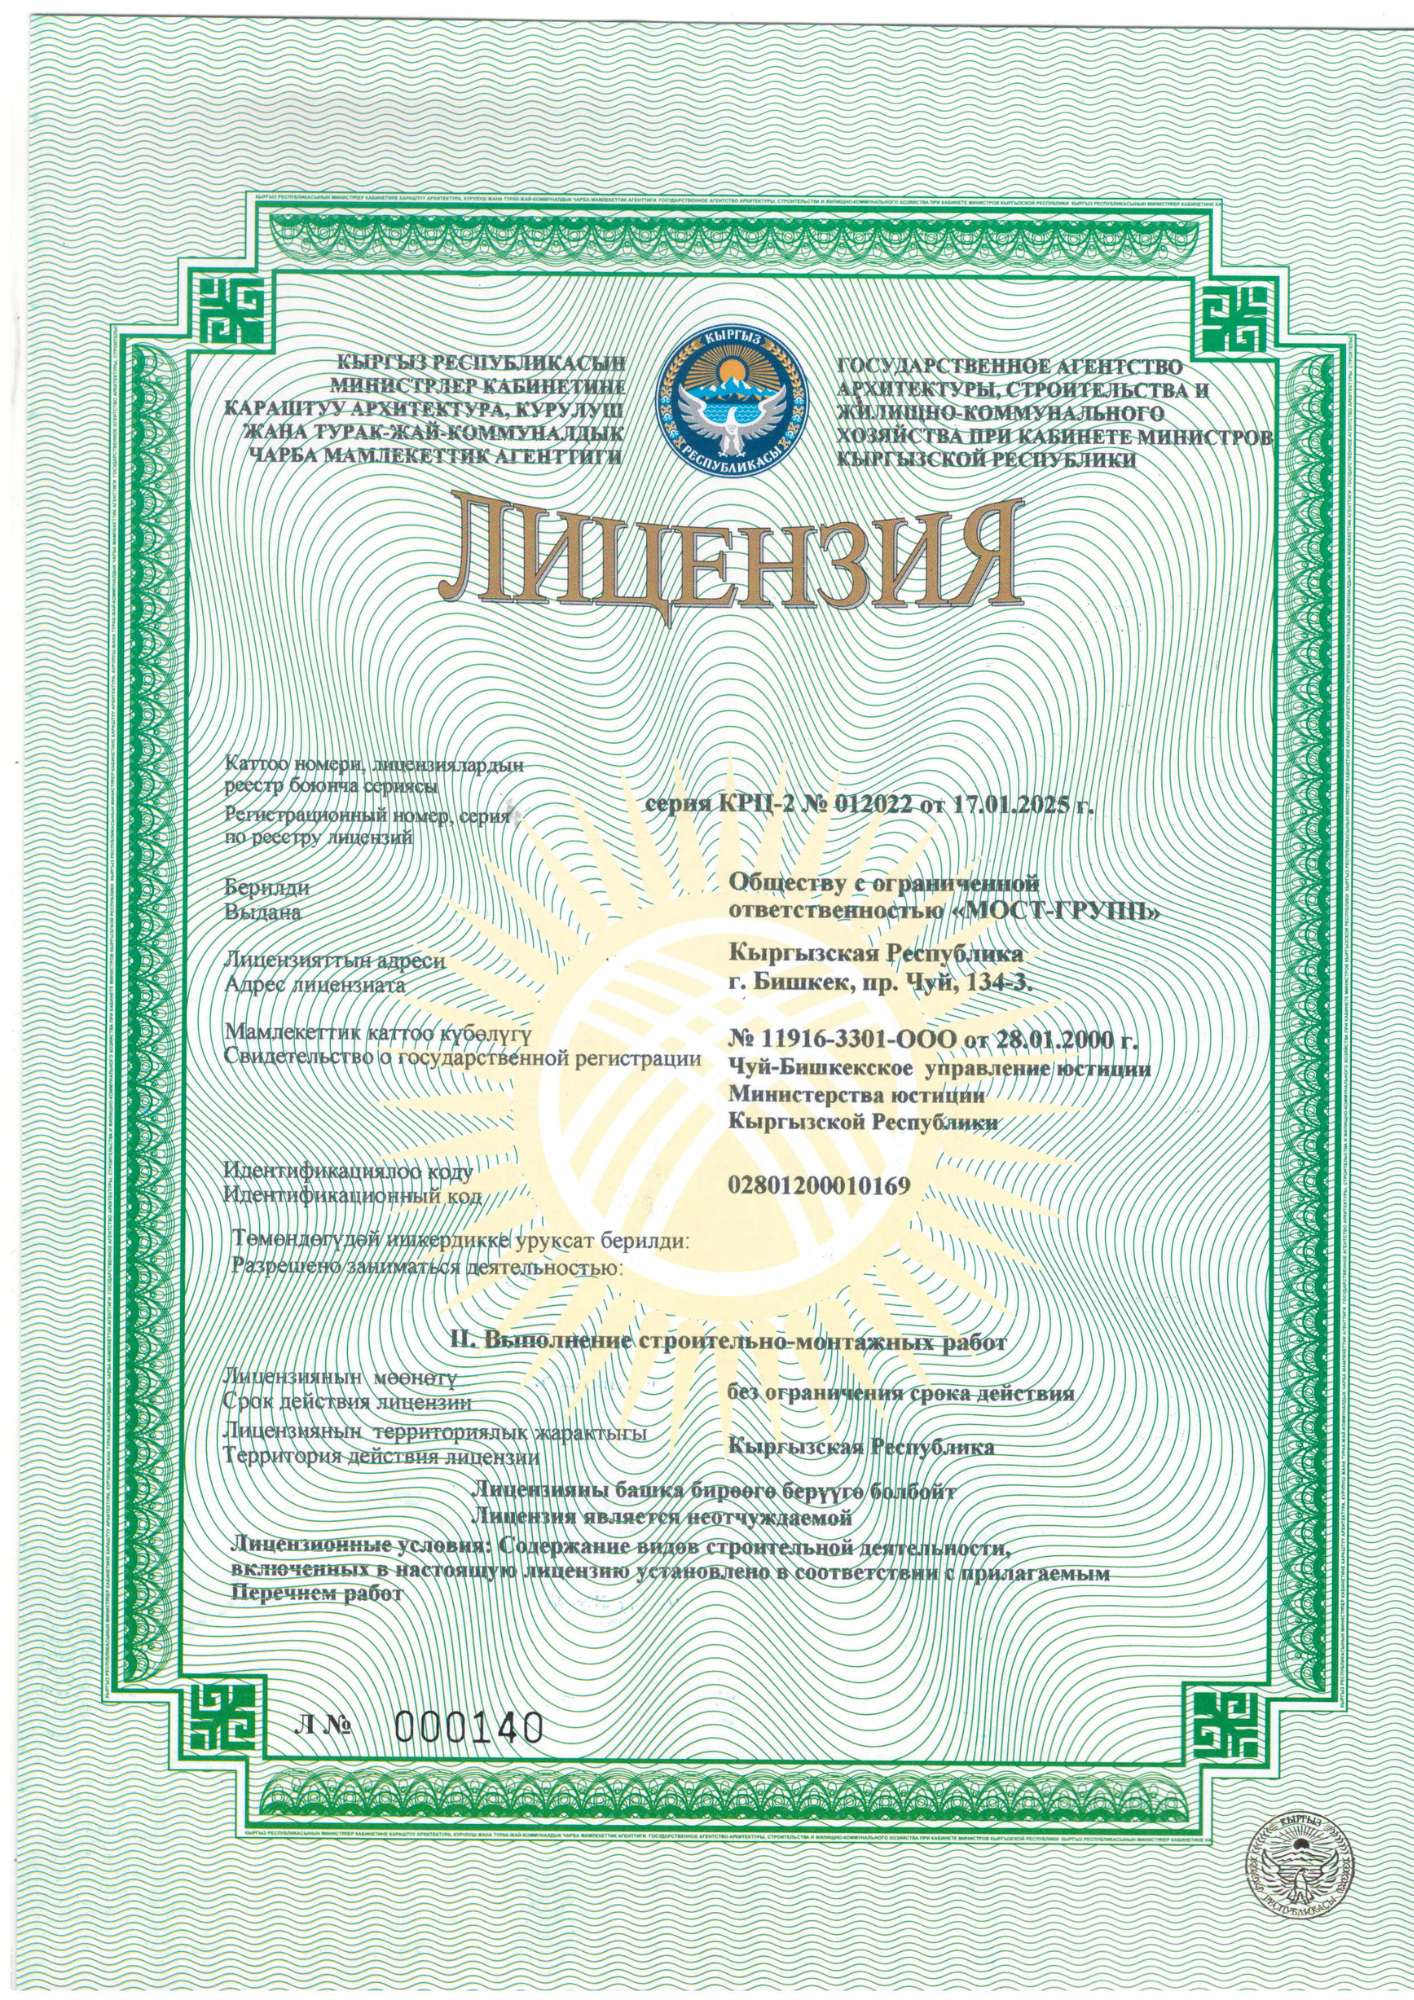 КЫРГЫЗ РЕСПУБЛИКАСЫН
МИНИСТРЛЕР КАБИНЕТИНЕ
КАРАШТУУ АРХИТЕКТУРА, КУРУЛУШ
ЖАНА ТУРАК-ЖАЙ-КОММУНАЛДЫК
ЧАРБА МАМЛЕКЕТТИК АГЕНТТИГИ
КЫРГЫЗ
РЕСПУБЛИКАСЫ
ГОСУДАРСТВЕННОЕ АГЕНТСТВО
АРХИТЕКТУРЫ, СТРОИТЕЛЬСТВА И
ЖИЛИЩНО-КОММУНАЛЬНОГО
ХОЗЯЙСТВА ПРИ КАБИНЕТЕ МИНИСТРОВ
КЫРГЫЗСКОЙ РЕСПУБЛИКИ
ЛИЦЕНЗИЯ
Каттоо номери, лицензиялардын
реестр боюнча сериясы
Регистрационный номер, серия
по реестру лицензий
серия КРЦ-2 № 012022 от 17.01.2025 г.
Берилди
Выдана
Обществу с ограниченной
ответственностью «МОСТ-ГРУПП»
Лицензияттын адреси
Адрес лицензиата
Кыргызская Республика
г. Бишкек, пр. Чуй, 134-3.
Мамлекеттик каттоо күбөлүгү
Свидетельство о государственной регистрации
№ 11916-3301-ООО от 28.01.2000 г.
Чуй-Бишкекское управление юстиции
Министерства юстиции
Кыргызской Республики
Идентификациялоо коду
Идентификационный код
02801200010169
Төмөндөгүдөй ишкердикке уруксат берилди:
Разрешено заниматься деятельностью:
II. Выполнение строительно-монтажных работ
Лицензиянын мөөнөтү
Срок действия лицензии
без ограничения срока действия
Лицензиянын территориялык жарактыгы
Территория действия лицензии
Кыргызская Республика
Лицензияны башка бирөөгө берүүгө болбойт
Лицензия является неотчуждаемой
Лицензионные условия: Содержание видов строительной деятельности,
включенных в настоящую лицензию установлено в соответствии с прилагаемым
Перечнем работ
Л № 000140
КЫРГЫЗ
РЕСПУБЛИКАСЫ